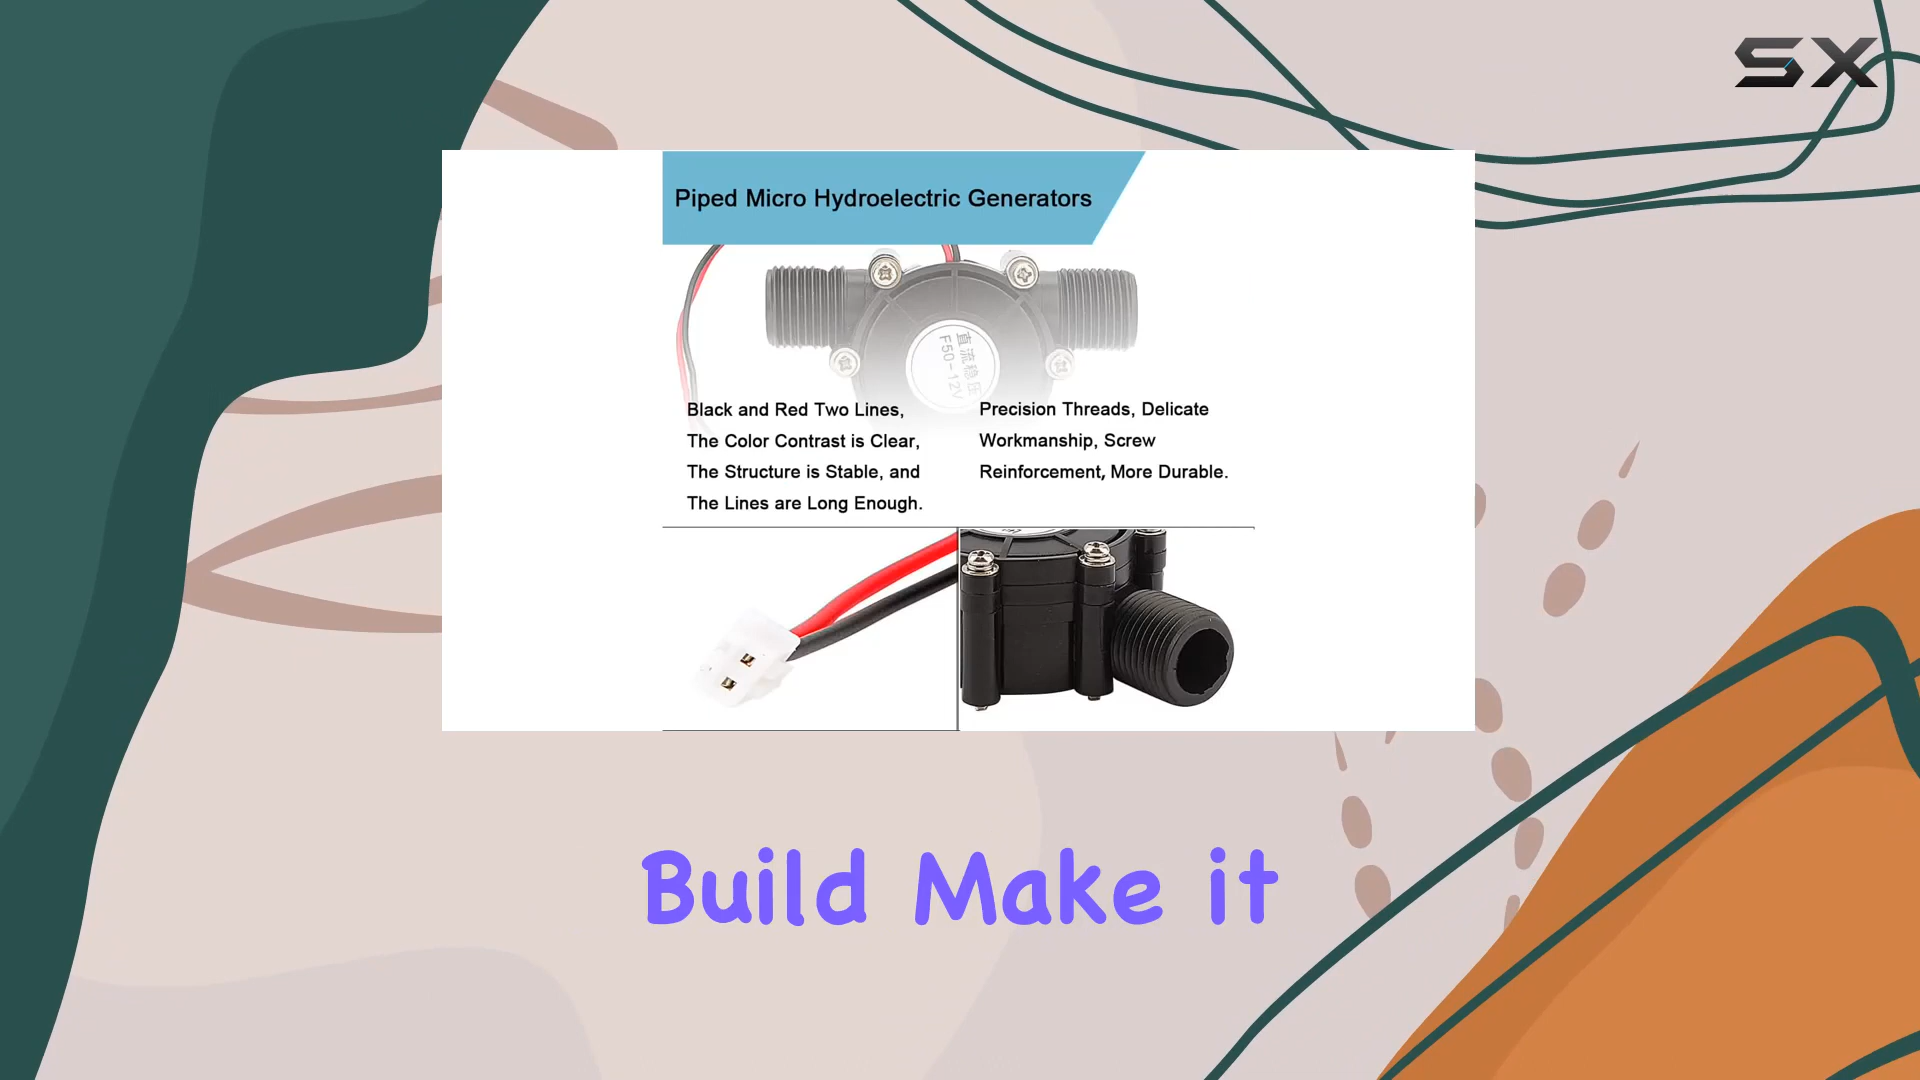 SX
Piped Micro Hydroelectric Generators
直流稳压
F50-12V
Black and Red Two Lines,
The Color Contrast is Clear,
The Structure is Stable, and
The Lines are Long Enough.
Precision Threads, Delicate
Workmanship, Screw
Reinforcement, More Durable.
Build Make it